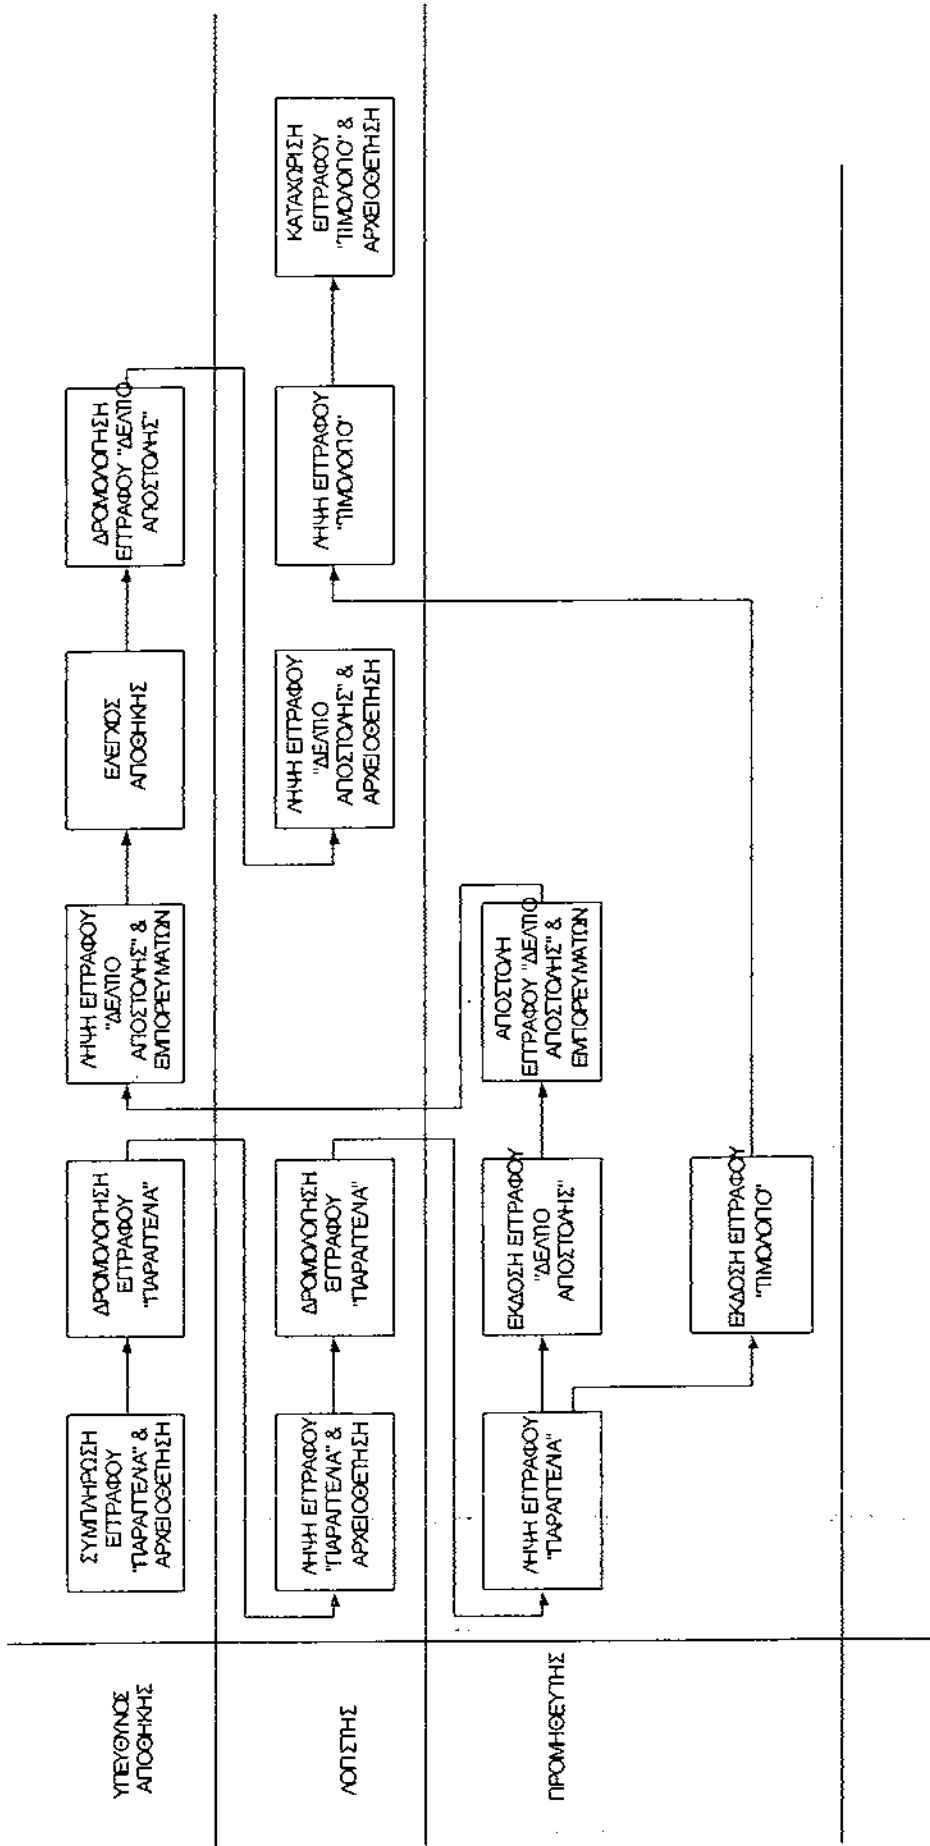 ΥΠΕΥΘΥΝΟΣ
ΑΠΟΘΗΚΗΣ
ΣΥΜΠΛΗΡΩΣΗ
ΕΓΓΡΑΦΟΥ
"ΠΑΡΑΓΓΕΛΙΑ" &
ΑΡΧΕΙΟΘΕΤΗΣΗ
ΔΡΟΜΟΛΟΓΗΣΗ
ΕΓΓΡΑΦΟΥ
"ΠΑΡΑΓΓΕΛΙΑ"
ΛΗΨΗ ΕΓΓΡΑΦΟΥ
"ΔΕΛΤΙΟ
ΑΠΟΣΤΟΛΗΣ" &
ΕΜΠΟΡΕΥΜΑΤΩΝ
ΕΛΕΓΧΟΣ
ΑΠΟΘΗΚΗΣ
ΔΡΟΜΟΛΟΓΗΣΗ
ΕΓΓΡΑΦΟΥ "ΔΕΛΤΙΟ
ΑΠΟΣΤΟΛΗΣ"
ΛΟΓΙΣΤΗΣ
ΛΗΨΗ ΕΓΓΡΑΦΟΥ
"ΠΑΡΑΓΓΕΛΙΑ" &
ΑΡΧΕΙΟΘΕΤΗΣΗ
ΔΡΟΜΟΛΟΓΗΣΗ
ΕΓΓΡΑΦΟΥ
"ΠΑΡΑΓΓΕΛΙΑ"
ΛΗΨΗ ΕΓΓΡΑΦΟΥ
"ΔΕΛΤΙΟ
ΑΠΟΣΤΟΛΗΣ" &
ΑΡΧΕΙΟΘΕΤΗΣΗ
ΛΗΨΗ ΕΓΓΡΑΦΟΥ
"ΤΙΜΟΛΟΓΙΟ"
ΚΑΤΑΧΩΡΙΣΗ
ΕΓΓΡΑΦΟΥ
"ΤΙΜΟΛΟΓΙΟ" &
ΑΡΧΕΙΟΘΕΤΗΣΗ
ΠΡΟΜΗΘΕΥΤΗΣ
ΛΗΨΗ ΕΓΓΡΑΦΟΥ
"ΠΑΡΑΓΓΕΛΙΑ"
ΕΚΔΟΣΗ ΕΓΓΡΑΦΟΥ
"ΔΕΛΤΙΟ
ΑΠΟΣΤΟΛΗΣ"
ΑΠΟΣΤΟΛΗ
ΕΓΓΡΑΦΟΥ "ΔΕΛΤΙΟ
ΑΠΟΣΤΟΛΗΣ" &
ΕΜΠΟΡΕΥΜΑΤΩΝ
ΕΚΔΟΣΗ ΕΓΓΡΑΦΟΥ
"ΤΙΜΟΛΟΓΙΟ"